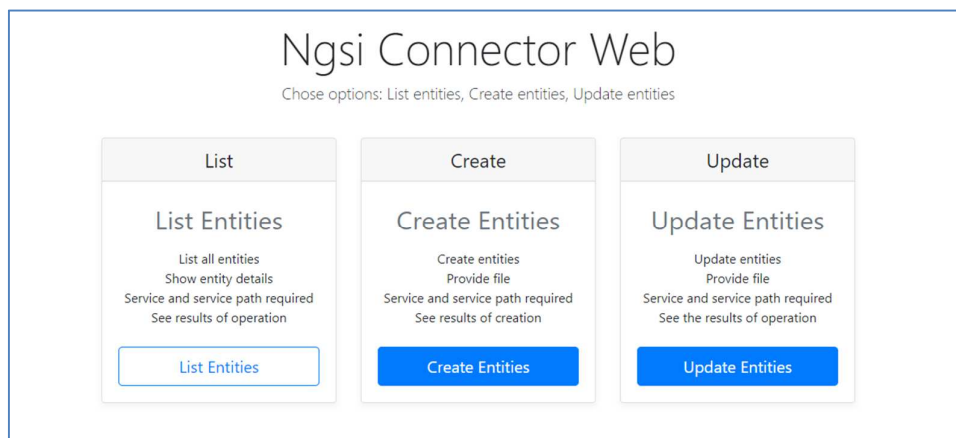 Ngsi Connector Web
Chose options: List entities, Create entities, Update entities
List
List Entities
List all entities
Show entity details
Service and service path required
See results of operation
List Entities
Create
Create Entities
Create entities
Provide file
Service and service path required
See results of creation
Create Entities
Update
Update Entities
Update entities
Provide file
Service and service path required
See the results of operation
Update Entities